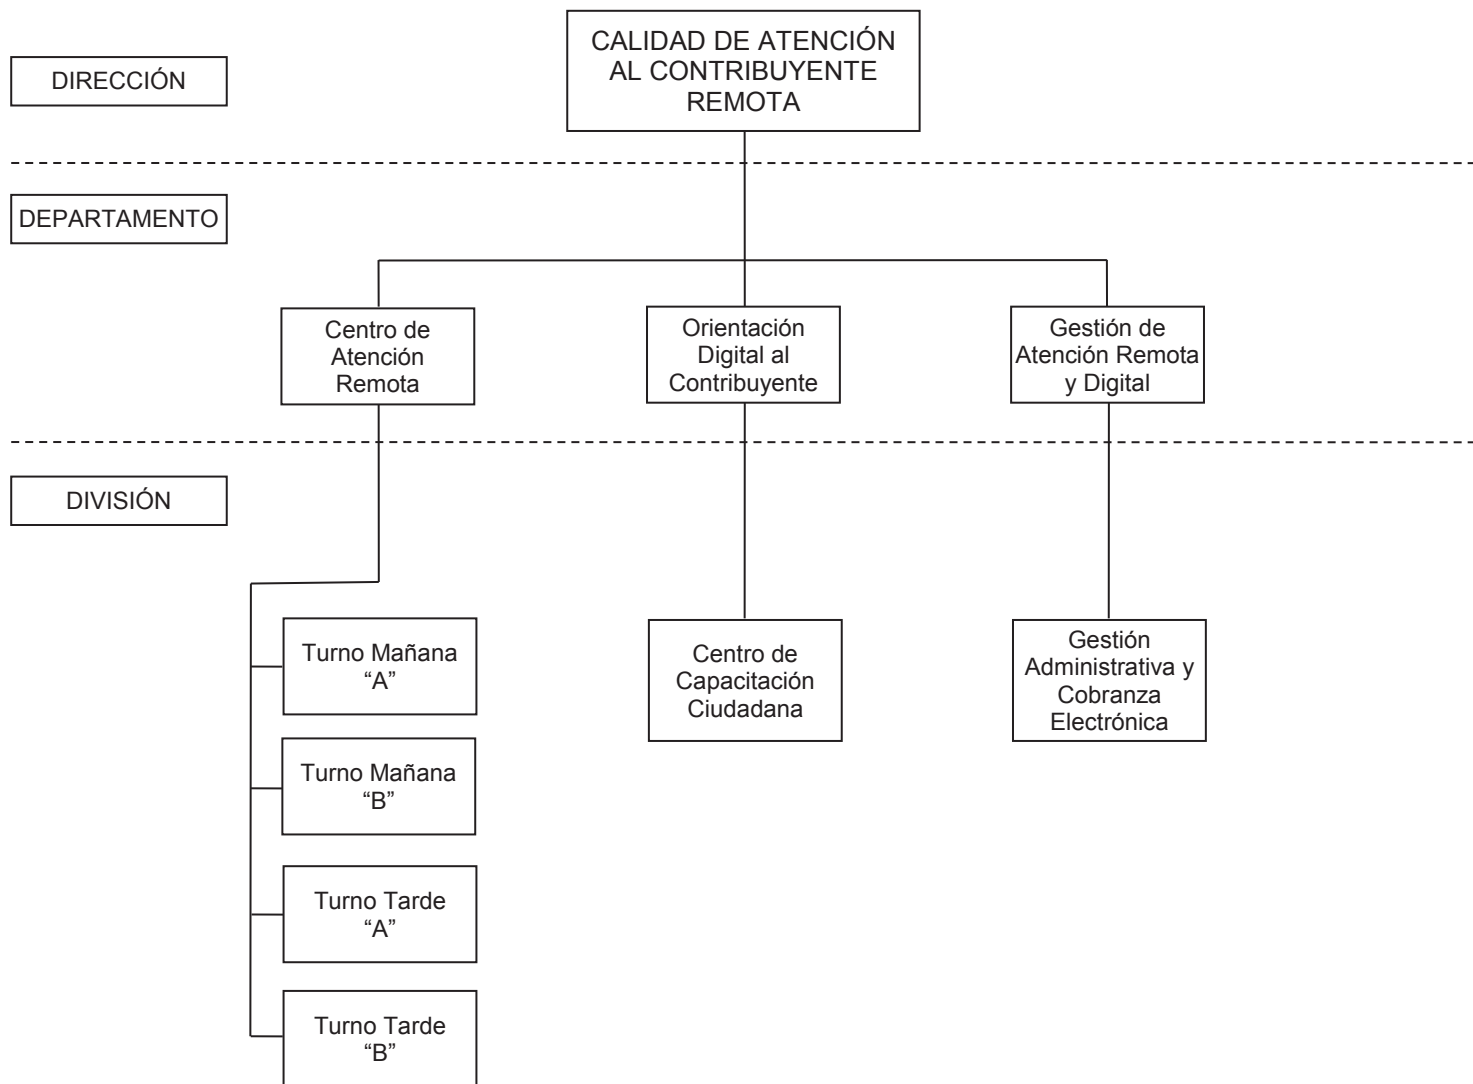 DIRECCIÓN
CALIDAD DE ATENCIÓN
AL CONTRIBUYENTE
REMOTA
DEPARTAMENTO
Centro de
Atención
Remota
Orientación
Digital al
Contribuyente
Gestión de
Atención Remota
y Digital
DIVISIÓN
Turno Mañana
“A”
Turno Mañana
“B”
Turno Tarde
“A”
Turno Tarde
“B”
Centro de
Capacitación
Ciudadana
Gestión
Administrativa y
Cobranza
Electrónica